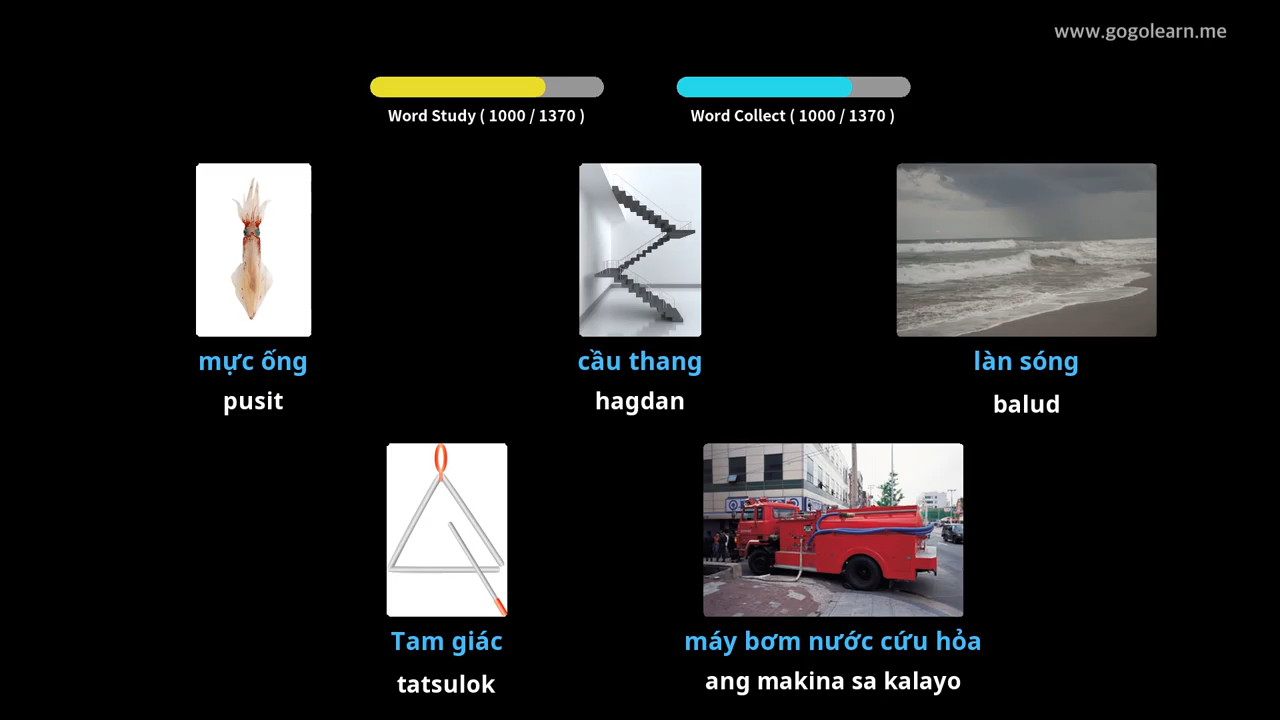 www.gogolearn.me
Word Study ( 1000 / 1370 )
Word Collect ( 1000 / 1370 )
mực ống
pusit
cầu thang
hagdan
làn sóng
balud
Tam giác
tatsulok
máy bơm nước cứu hỏa
ang makina sa kalayo